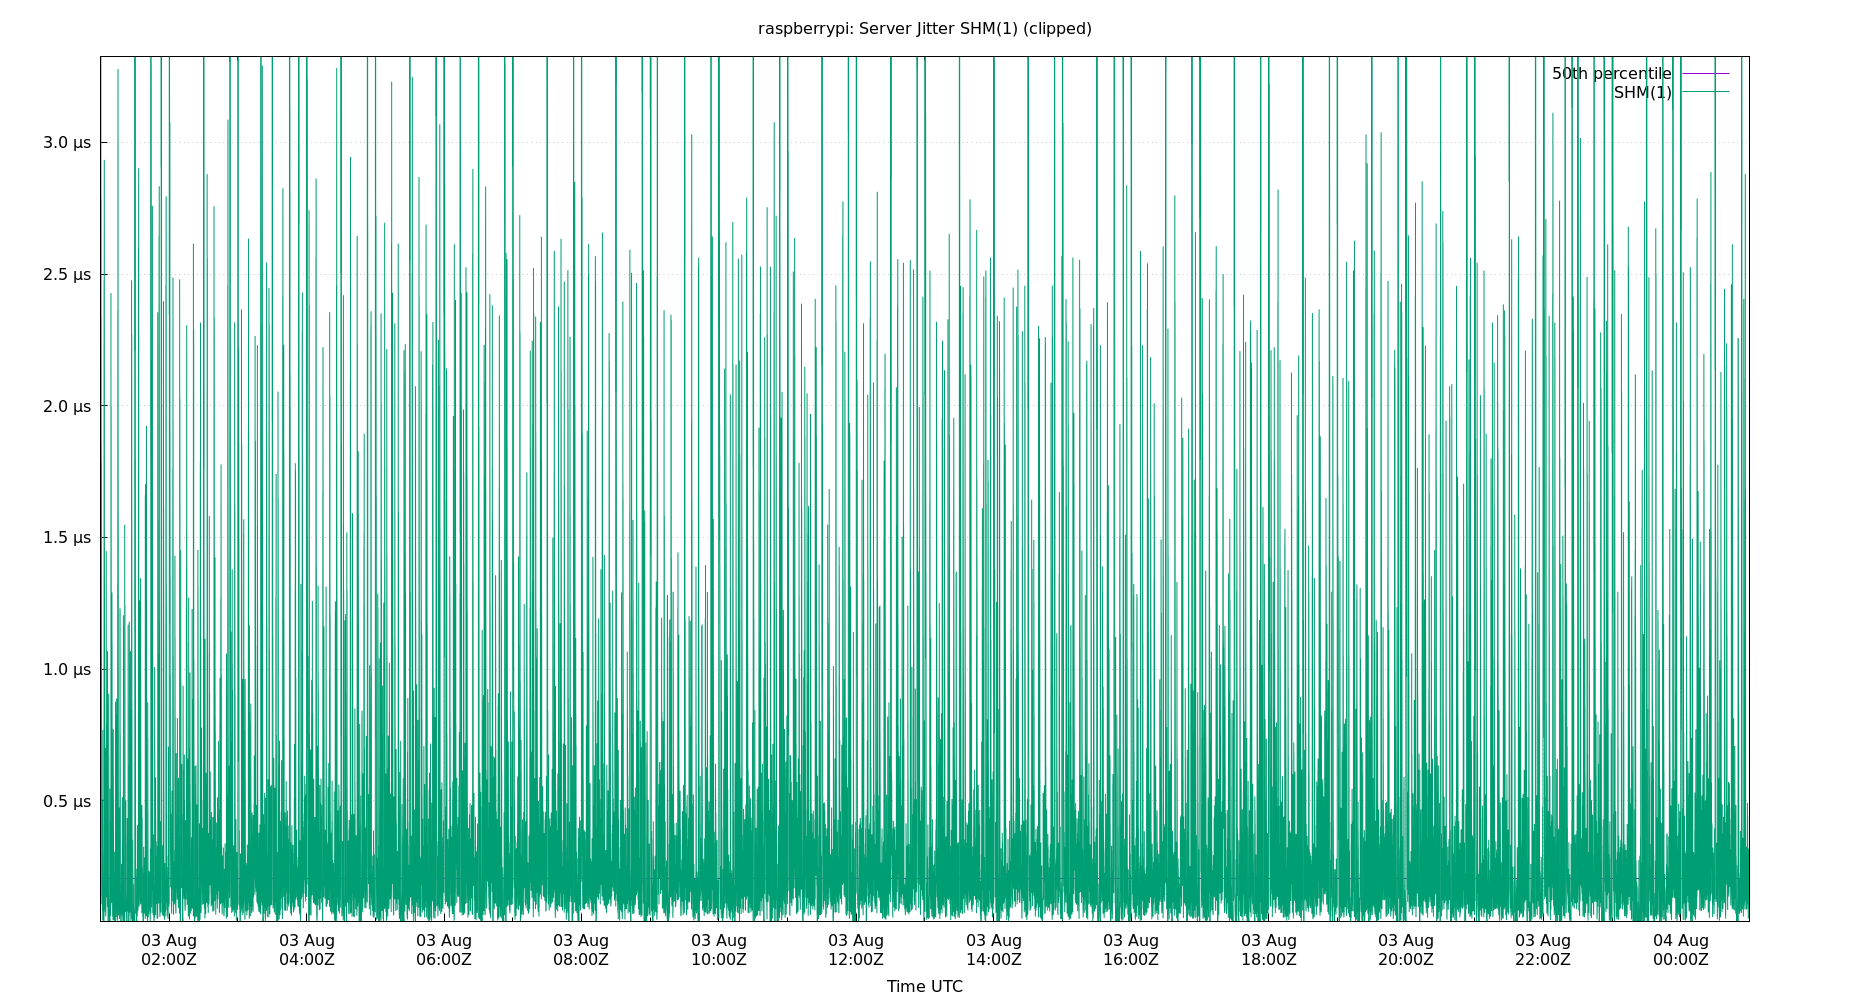 raspberrypi: Server Jitter SHM(1) (clipped)
50th percentile
SHM(1)
3.0 µs
2.5 µs
2.0 µs
1.5 µs
1.0 µs
0.5 µs
03 Aug 03 Aug 03 Aug 03 Aug 03 Aug 03 Aug 03 Aug 03 Aug 03 Aug 03 Aug 03 Aug 04 Aug
02:00Z 04:00Z 06:00Z 08:00Z 10:00Z 12:00Z 14:00Z 16:00Z 18:00Z 20:00Z 22:00Z 00:00Z
Time UTC